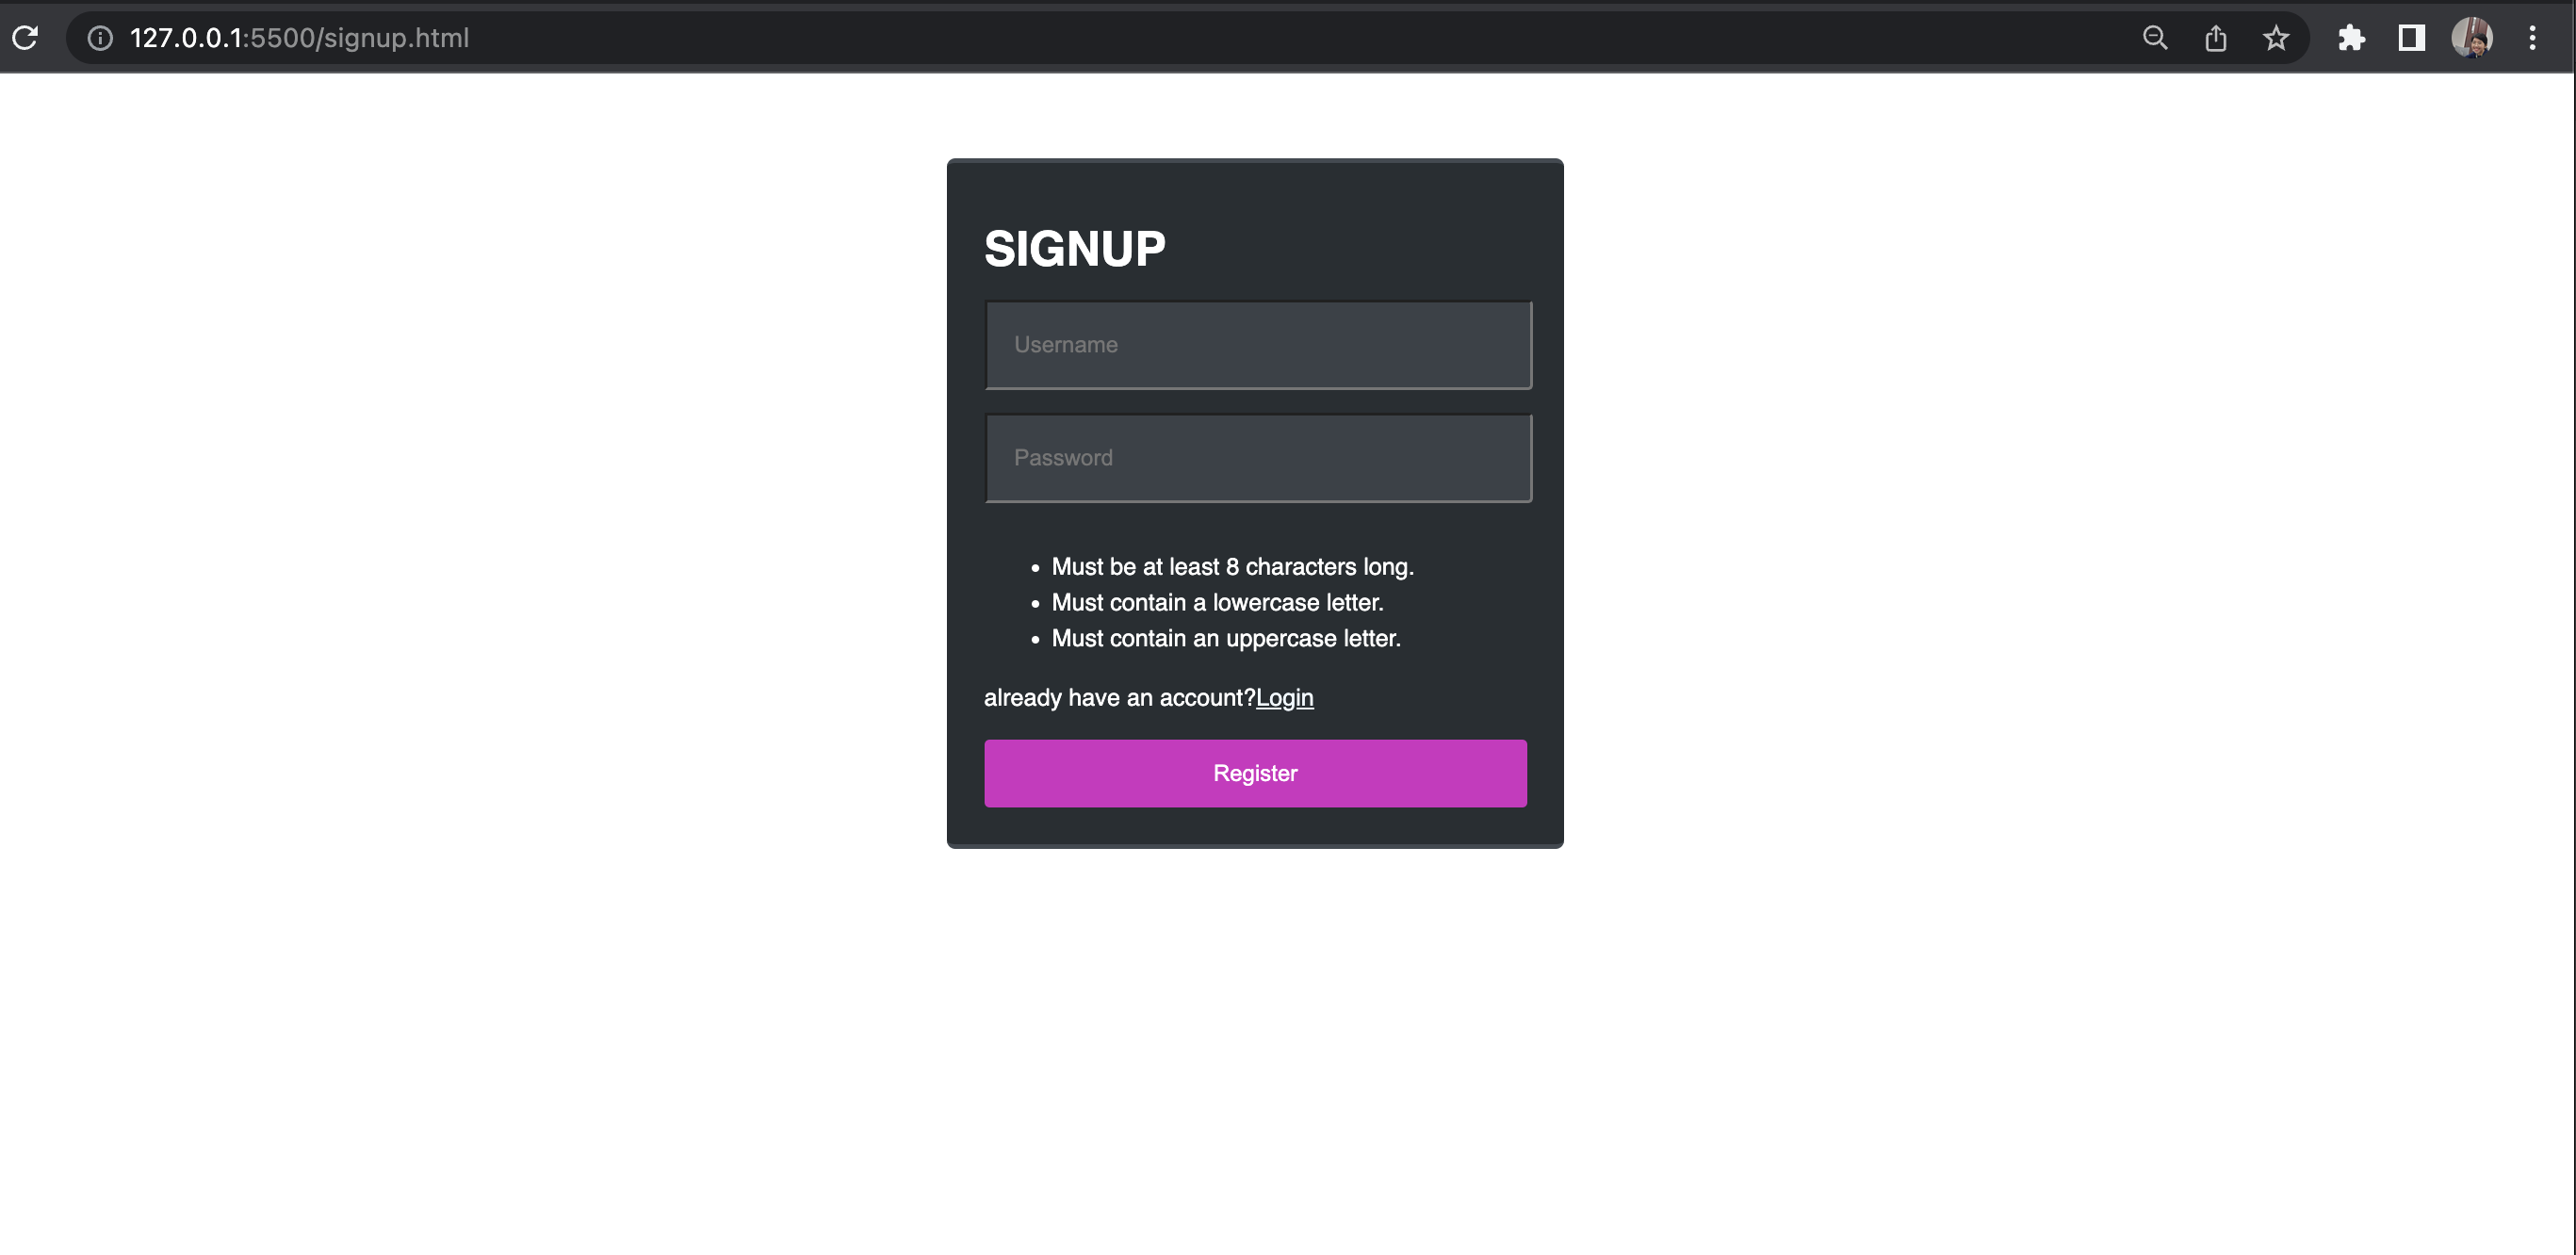 127.0.0.1:5500/signup.html
SIGNUP
Username
Password
• Must be at least 8 characters long.
• Must contain a lowercase letter.
• Must contain an uppercase letter.
already have an account?Login
Register